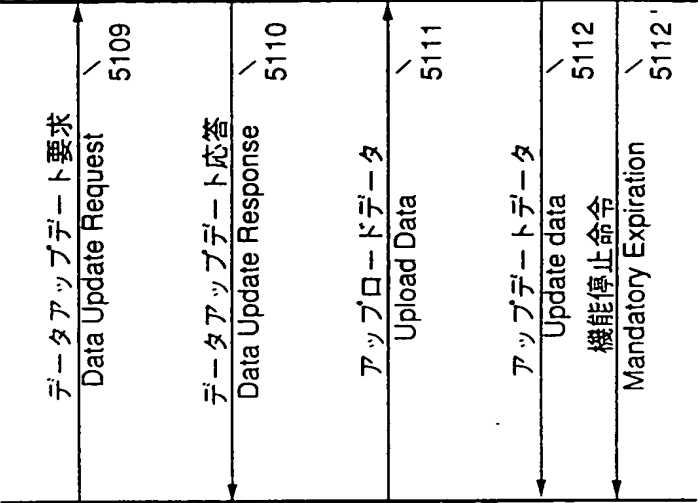 データアップデート要求
Data Update Request
5109
データアップデート応答
Data Update Response
5110
アップロードデータ
Upload Data
5111
アップデートデータ
Update data
5112
機能停止命令
Mandatory Expiration
5112'